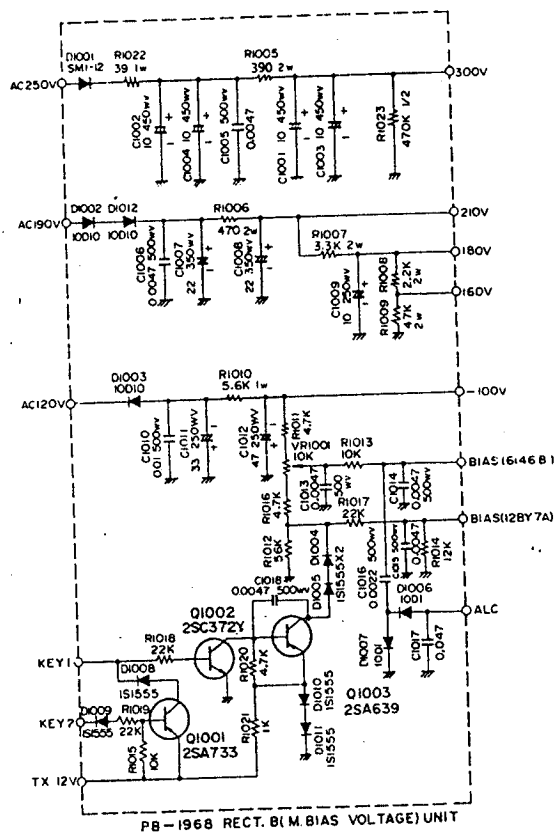 D1001
SM1-12
R1022
39 1w
R1005
390 2w
AC250V
300V
C1002
10 450wv
C1004
10 450wv
C1005
500wv
0.0047
C1001
10 450wv
C1003
10 450wv
R1023
470K 1/2
D1002
10D10
D1012
10D10
R1006
470 2w
AC190V
210V
R1007
3.3K 2w
180V
C1006
0.0047 500wv
C1007
22 350wv
C1008
22 350wv
C1009
10 250wv
R1008
2.2K
2w
R1009
47K
2w
160V
D1003
10D10
R1010
5.6K 1w
AC120V
-100V
C1010
0.01 500wv
C1011
33 250WV
C1012
47 250WV
R1011
4.7K
VR1001
10K
R1013
10K
BIAS(6146B)
C1013
0.0047
500
wv
C1014
0.0047
500wv
R1016
4.7K
R1017
22K
BIAS(12BY7A)
R1012
56K
D1004
D1005
1S1555X2
C1016
0.0022 500wv
C1015 500wv
0.0047
R1014
12K
C1018
0.0047 500wv
D1006
10D1
ALC
Q1002
2SC372Y
R1018
22K
KEY1
D1008
1S1555
R1020
4.7K
D1007
10D1
C1017
0.047
D1009
1S1555
R1019
22K
KEY7
Q1001
2SA733
R1021
1K
D1010
1S1555
D1011
1S1555
Q1003
2SA639
R1015
10K
TX 12V
PB-1968 RECT. B(M.BIAS VOLTAGE) UNIT